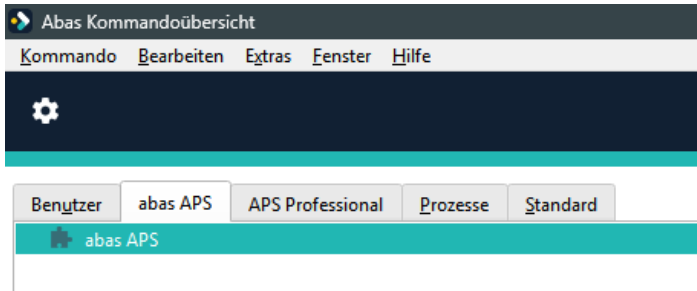 Abas Kommandoübersicht
Kommando Bearbeiten Extras Fenster Hilfe
Benutzer abas APS APS Professional Prozesse Standard
abas APS